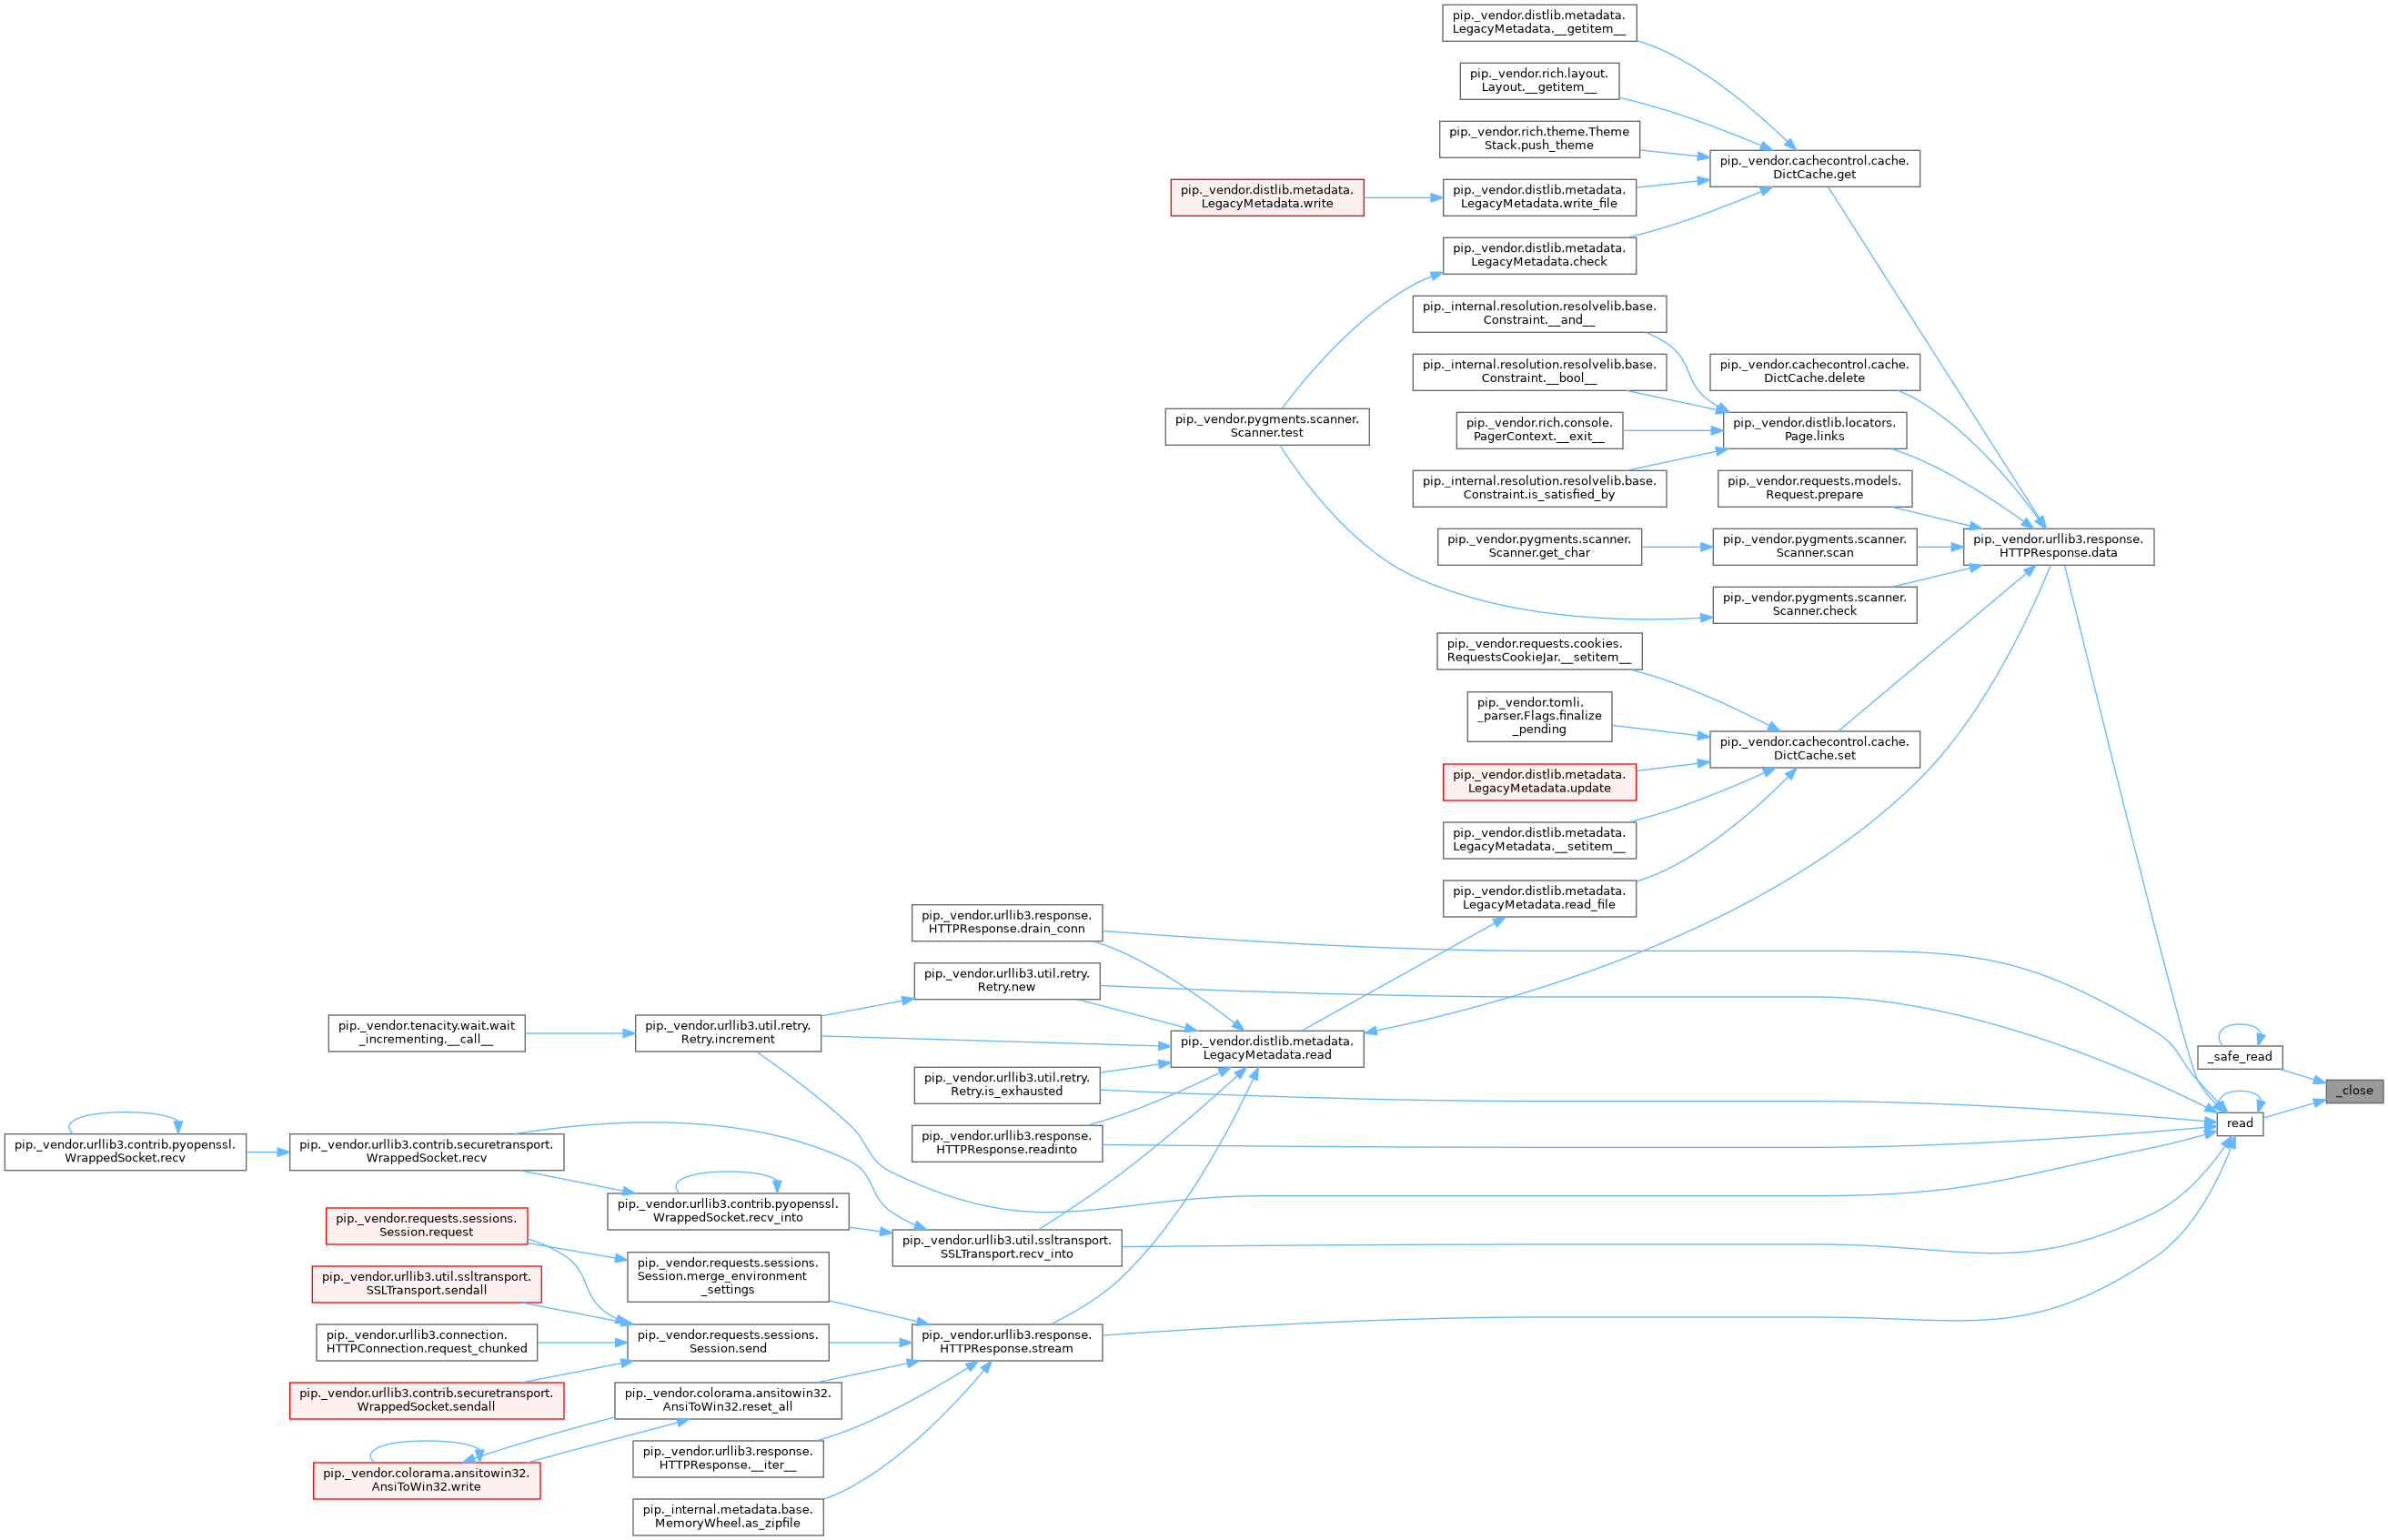 pip._vendor.distlib.metadata.
LegacyMetadata.__getitem__
pip._vendor.rich.layout.
Layout.__getitem__
pip._vendor.rich.theme.Theme
Stack.push_theme
pip._vendor.cachecontrol.cache.
DictCache.get
pip._vendor.distlib.metadata.
LegacyMetadata.write
pip._vendor.distlib.metadata.
LegacyMetadata.write_file
pip._vendor.distlib.metadata.
LegacyMetadata.check
pip._internal.resolution.resolvelib.base.
Constraint.__and__
pip._internal.resolution.resolvelib.base.
Constraint.__bool__
pip._vendor.cachecontrol.cache.
DictCache.delete
pip._vendor.pygments.scanner.
Scanner.test
pip._vendor.rich.console.
PagerContext.__exit__
pip._vendor.distlib.locators.
Page.links
pip._internal.resolution.resolvelib.base.
Constraint.is_satisfied_by
pip._vendor.requests.models.
Request.prepare
pip._vendor.pygments.scanner.
Scanner.get_char
pip._vendor.pygments.scanner.
Scanner.scan
pip._vendor.urllib3.response.
HTTPResponse.data
pip._vendor.pygments.scanner.
Scanner.check
pip._vendor.requests.cookies.
RequestsCookieJar.__setitem__
pip._vendor.tomli.
_parser.Flags.finalize
_pending
pip._vendor.cachecontrol.cache.
DictCache.set
pip._vendor.distlib.metadata.
LegacyMetadata.update
pip._vendor.distlib.metadata.
LegacyMetadata.__setitem__
pip._vendor.distlib.metadata.
LegacyMetadata.read_file
pip._vendor.urllib3.response.
HTTPResponse.drain_conn
pip._vendor.urllib3.util.retry.
Retry.new
pip._vendor.tenacity.wait.wait
_incrementing.__call__
pip._vendor.urllib3.util.retry.
Retry.increment
pip._vendor.distlib.metadata.
LegacyMetadata.read
_safe_read
pip._vendor.urllib3.util.retry.
Retry.is_exhausted
_close
read
pip._vendor.urllib3.response.
HTTPResponse.readinto
pip._vendor.urllib3.contrib.pyopenssl.
WrappedSocket.recv
pip._vendor.urllib3.contrib.securetransport.
WrappedSocket.recv
pip._vendor.urllib3.contrib.pyopenssl.
WrappedSocket.recv_into
pip._vendor.requests.sessions.
Session.request
pip._vendor.urllib3.util.ssltransport.
SSLTransport.recv_into
pip._vendor.requests.sessions.
Session.merge_environment
_settings
pip._vendor.urllib3.util.ssltransport.
SSLTransport.sendall
pip._vendor.urllib3.connection.
HTTPConnection.request_chunked
pip._vendor.requests.sessions.
Session.send
pip._vendor.urllib3.response.
HTTPResponse.stream
pip._vendor.urllib3.contrib.securetransport.
WrappedSocket.sendall
pip._vendor.colorama.ansitowin32.
AnsiToWin32.reset_all
pip._vendor.urllib3.response.
HTTPResponse.__iter__
pip._vendor.colorama.ansitowin32.
AnsiToWin32.write
pip._internal.metadata.base.
MemoryWheel.as_zipfile